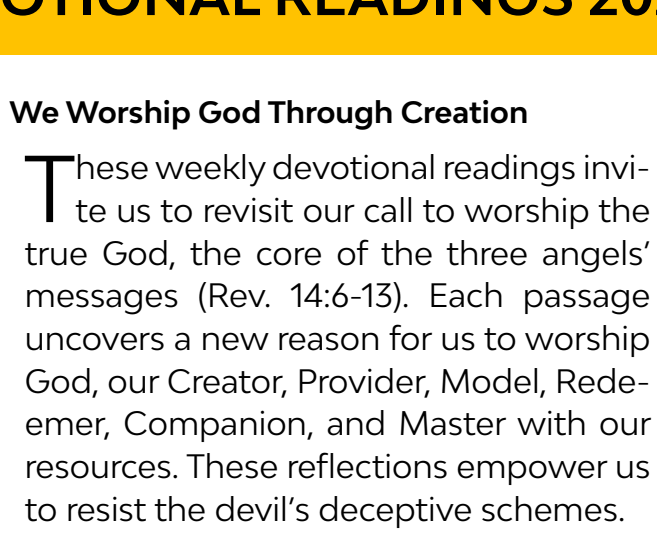 READINGS
We Worship God Through Creation
These weekly devotional readings invi-
te us to revisit our call to worship the
true God, the core of the three angels’
messages (Rev. 14:6-13). Each passage
uncovers a new reason for us to worship
God, our Creator, Provider, Model, Rede-
emer, Companion, and Master with our
resources. These reflections empower us
to resist the devil’s deceptive schemes.